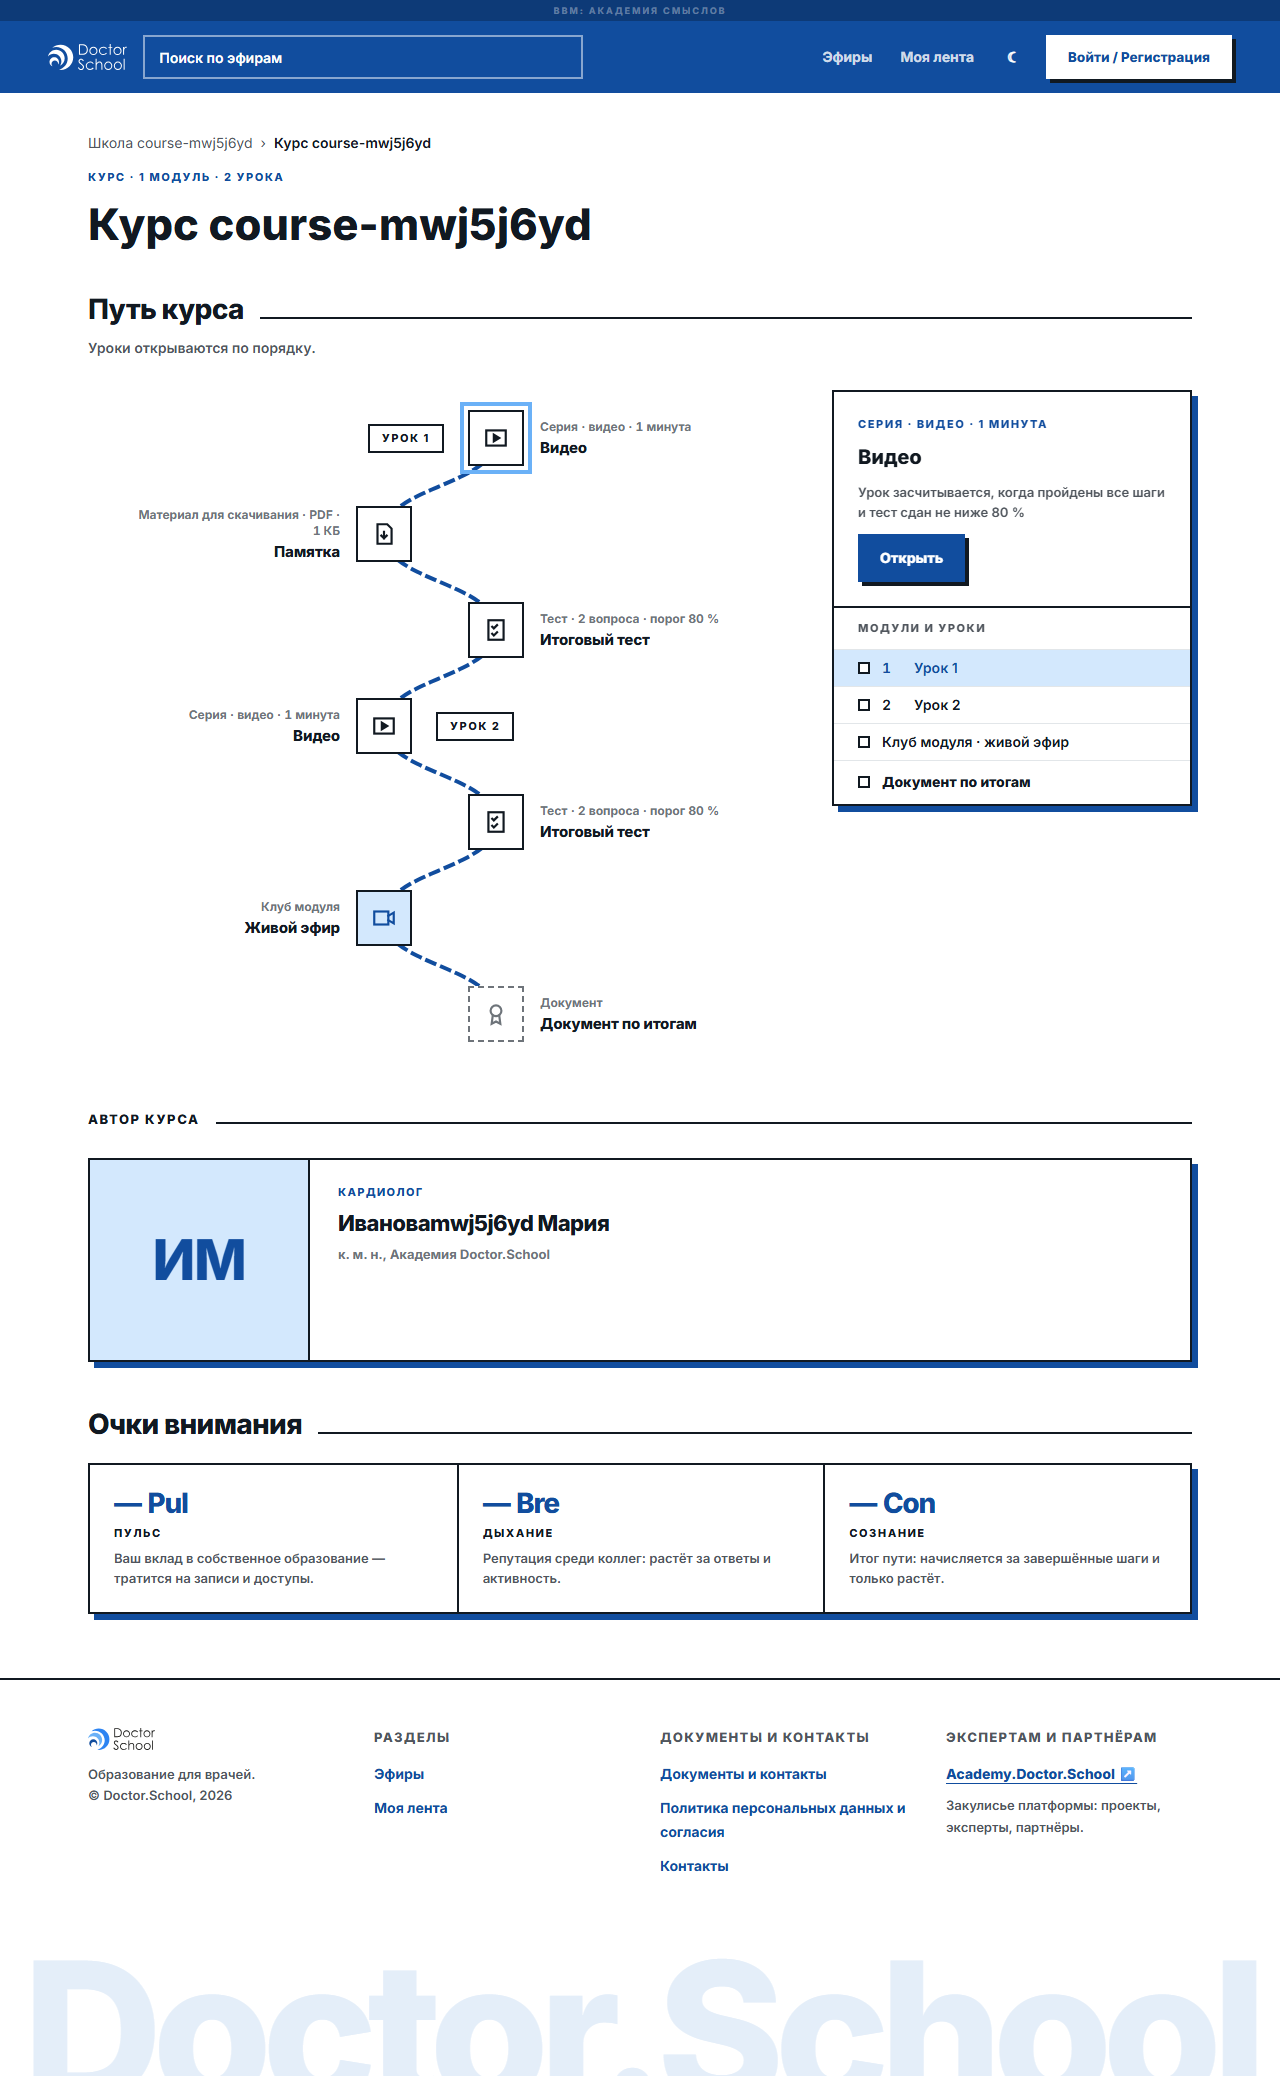 ВВМ: АКАДЕМИЯ СМЫСЛОВ
Doctor
School
Поиск по эфирам
Эфиры
Моя лента
Войти / Регистрация
Школа course-mwj5j6yd › Курс course-mwj5j6yd
КУРС · 1 МОДУЛЬ · 2 УРОКА
Курс course-mwj5j6yd
Путь курса
Уроки открываются по порядку.
УРОК 1
Серия · видео · 1 минута
Видео
Материал для скачивания · PDF ·
1 КБ
Памятка
Тест · 2 вопроса · порог 80 %
Итоговый тест
Серия · видео · 1 минута
Видео
УРОК 2
Тест · 2 вопроса · порог 80 %
Итоговый тест
Клуб модуля
Живой эфир
Документ
Документ по итогам
СЕРИЯ · ВИДЕО · 1 МИНУТА
Видео
Урок засчитывается, когда пройдены все шаги
и тест сдан не ниже 80 %
Открыть
МОДУЛИ И УРОКИ
1 Урок 1
2 Урок 2
Клуб модуля · живой эфир
Документ по итогам
АВТОР КУРСА
ИМ
КАРДИОЛОГ
Ивановаmwj5j6yd Мария
к. м. н., Академия Doctor.School
Очки внимания
— Pul
ПУЛЬС
Ваш вклад в собственное образование —
тратится на записи и доступы.
— Bre
ДЫХАНИЕ
Репутация среди коллег: растёт за ответы и
активность.
— Con
СОЗНАНИЕ
Итог пути: начисляется за завершённые шаги и
только растёт.
Doctor
School
Образование для врачей.
© Doctor.School, 2026
РАЗДЕЛЫ
Эфиры
Моя лента
ДОКУМЕНТЫ И КОНТАКТЫ
Документы и контакты
Политика персональных данных и
согласия
Контакты
ЭКСПЕРТАМ И ПАРТНЁРАМ
Academy.Doctor.School ↗
Закулисье платформы: проекты,
эксперты, партнёры.
Doctor.School